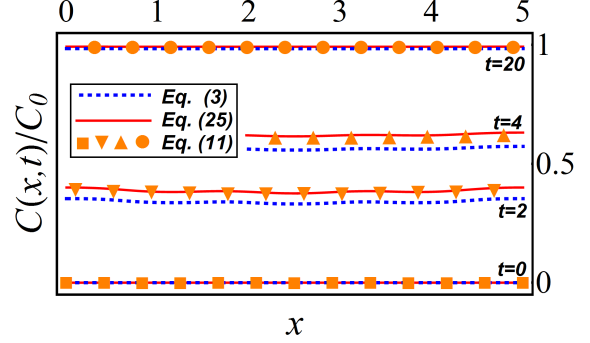 0 1 2 3 4 5
1
t=20
Eq. (3)
Eq. (25)
Eq. (11)
t=4
0.5
t=2
t=0
0
C(x,t)/C0
x